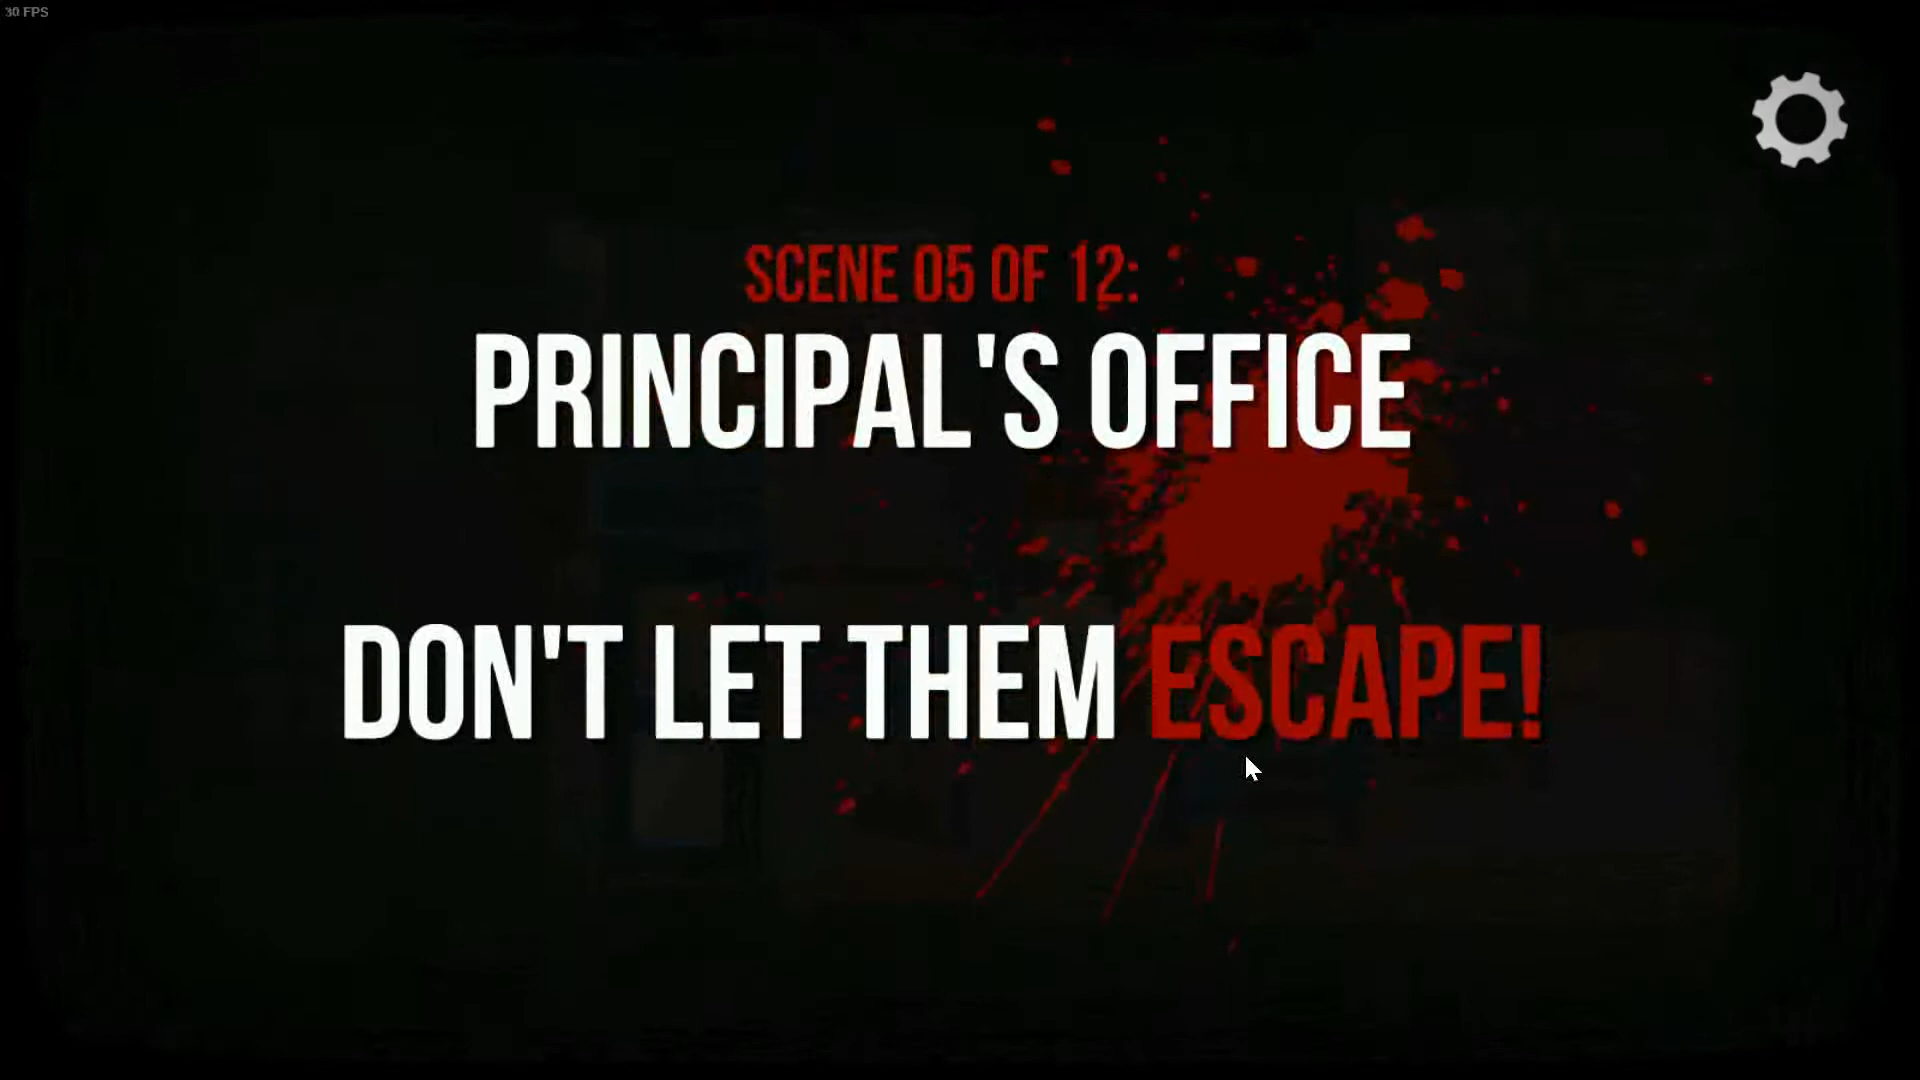 30 FPS
SCENE 05 OF 12:
PRINCIPAL'S OFFICE
DON'T LET THEM ESCAPE!